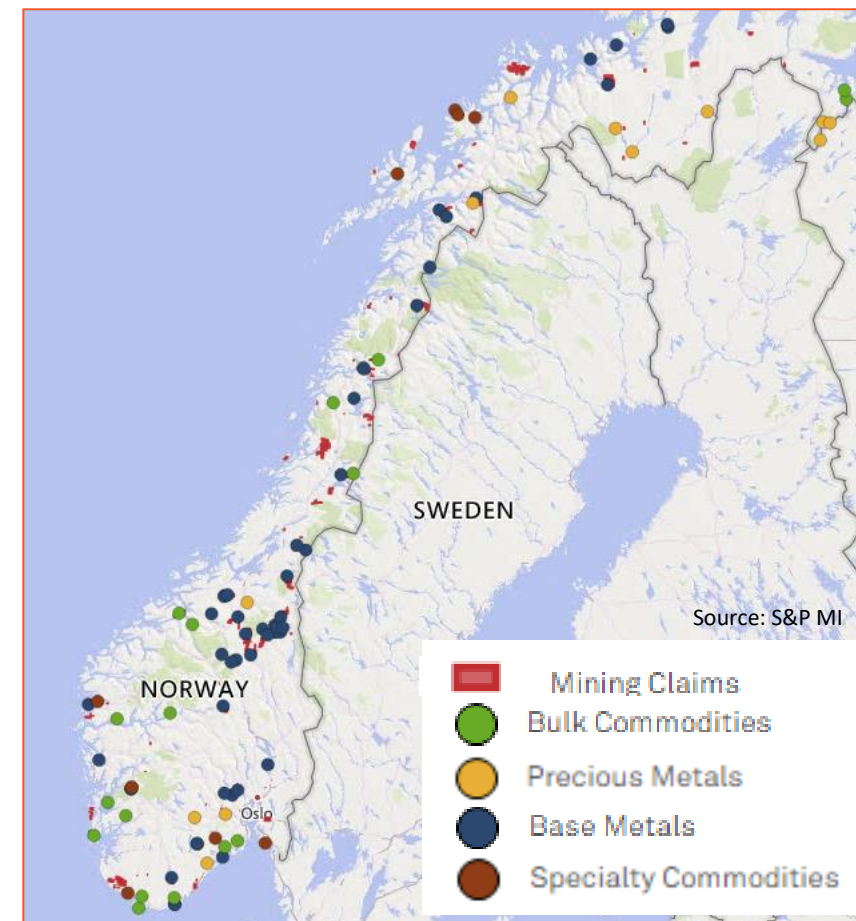 SWEDEN
Source: S&P MI
NORWAY
Oslo
Mining Claims
Bulk Commodities
Precious Metals
Base Metals
Specialty Commodities